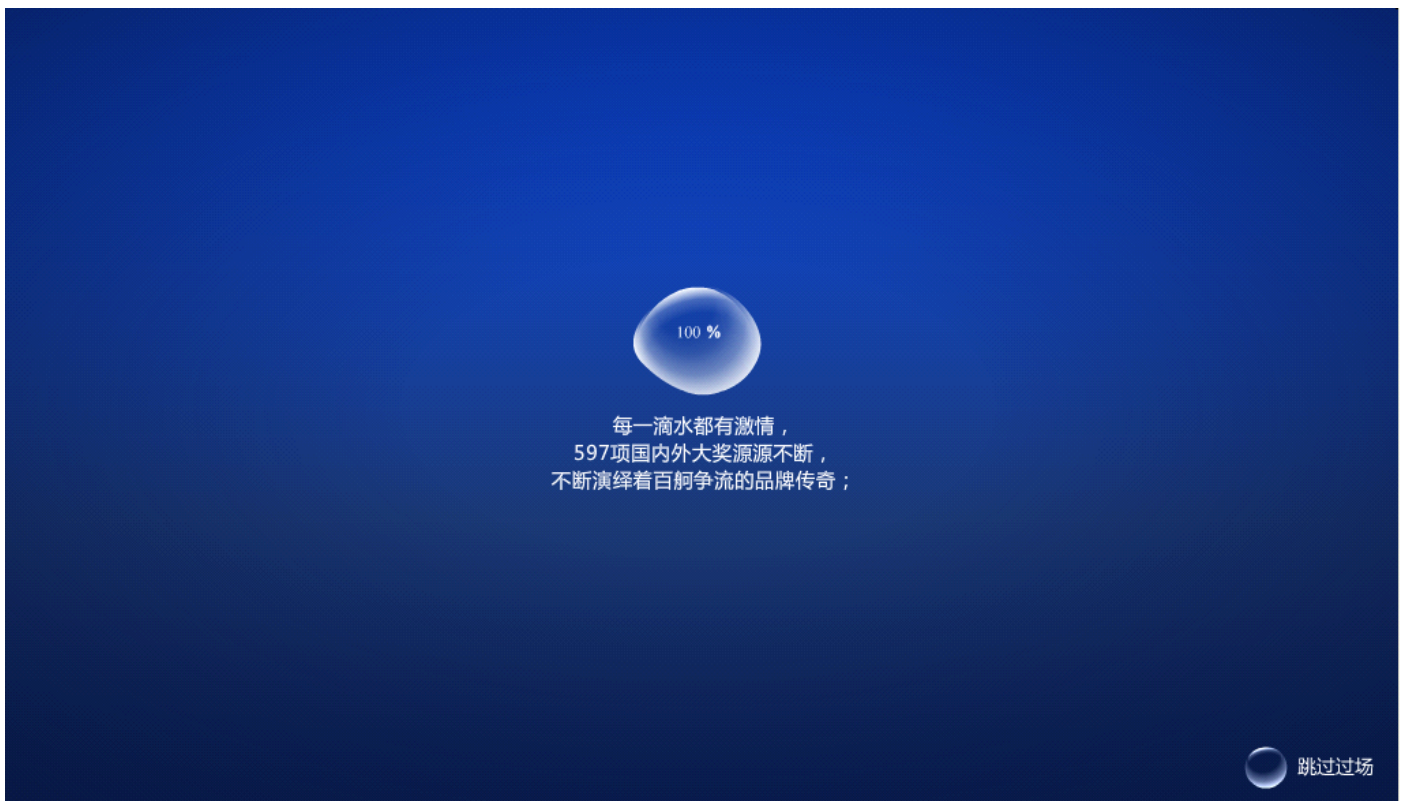 100 %
每一滴水都有激情，
597项国内外大奖源源不断，
不断演绎着百舸争流的品牌传奇；
跳过过场